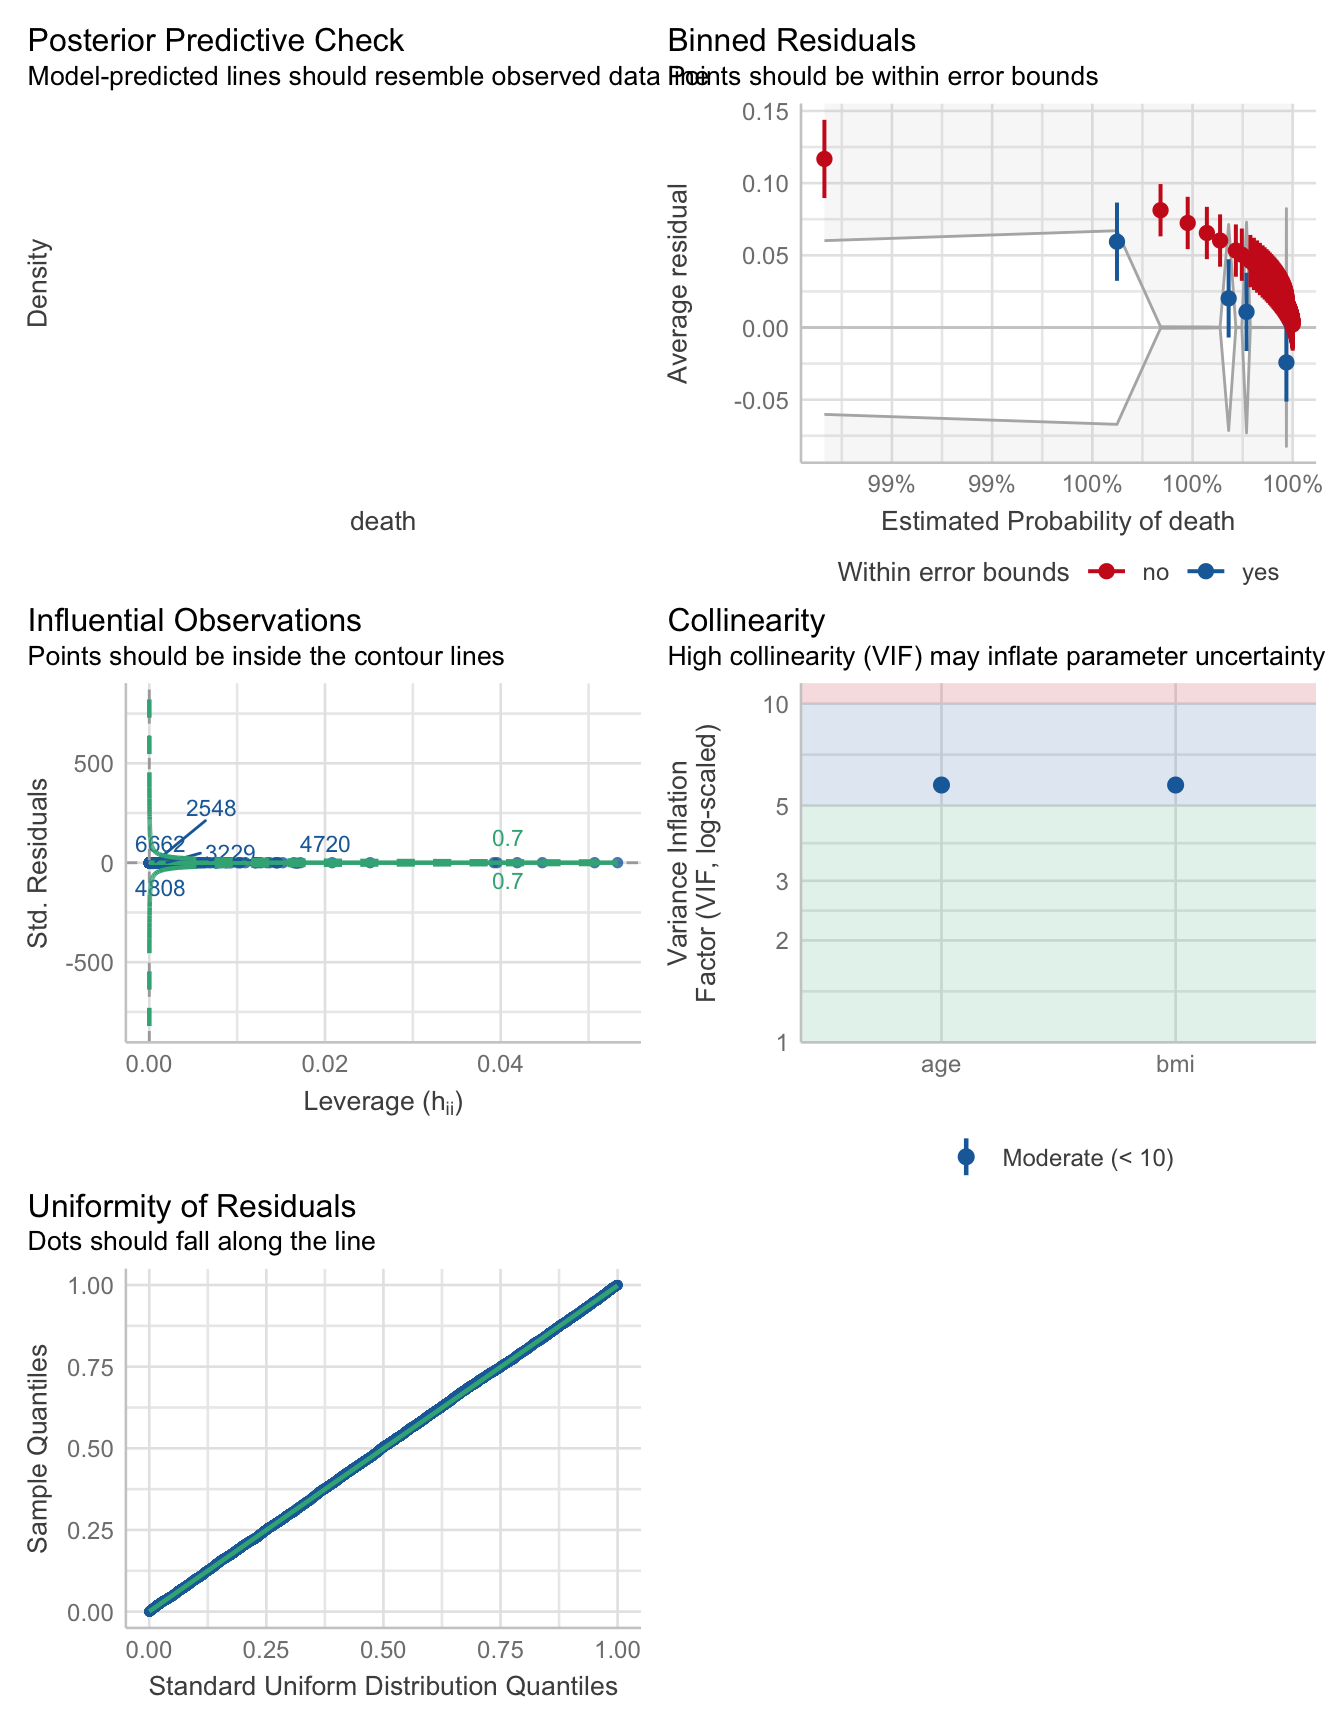 Posterior Predictive Check
Model-predicted lines should resemble observed data line
Density
death
Binned Residuals
Points should be within error bounds
Average residual
0.15
0.10
0.05
0.00
-0.05
99%
99%
100%
100%
100%
Estimated Probability of death
Within error bounds
no
yes
Influential Observations
Points should be inside the contour lines
Std. Residuals
500
0
-500
2548
6662
3229
4720
4808
0.7
0.7
0.00
0.02
0.04
Leverage (hii)
Collinearity
High collinearity (VIF) may inflate parameter uncertainty
Variance Inflation
Factor (VIF, log-scaled)
10
5
3
2
1
age
bmi
Moderate (< 10)
Uniformity of Residuals
Dots should fall along the line
Sample Quantiles
1.00
0.75
0.50
0.25
0.00
0.00
0.25
0.50
0.75
1.00
Standard Uniform Distribution Quantiles